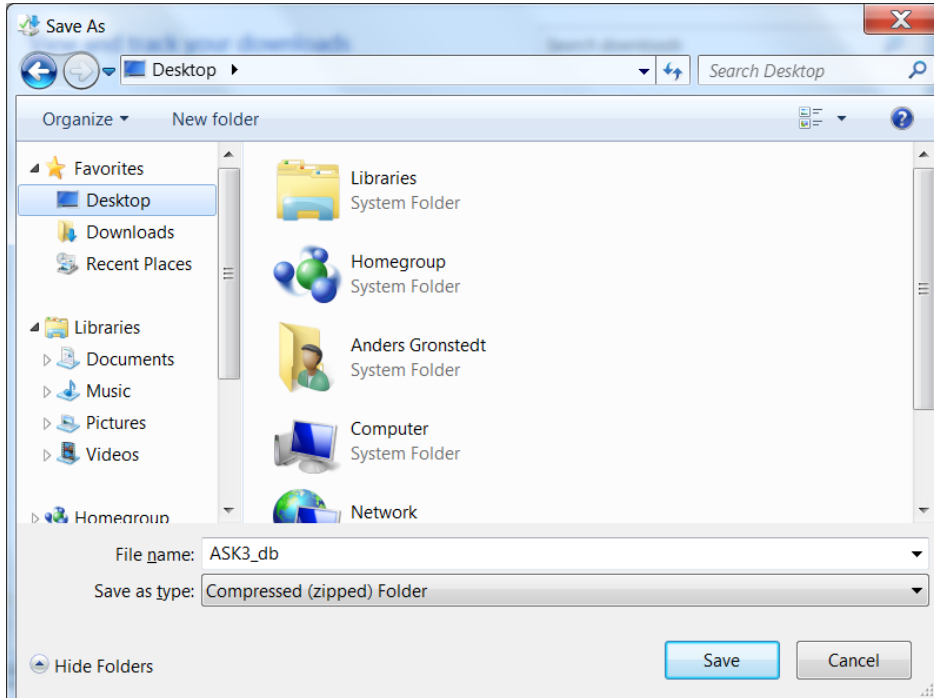 Save As
Desktop
Search Desktop
Organize
New folder
Favorites
Desktop
Downloads
Recent Places
Libraries
Documents
Music
Pictures
Videos
Homegroup
Libraries
System Folder
Homegroup
System Folder
Anders Gronstedt
System Folder
Computer
System Folder
Network
File name: ASK3_db
Save as type: Compressed (zipped) Folder
Hide Folders
Save
Cancel